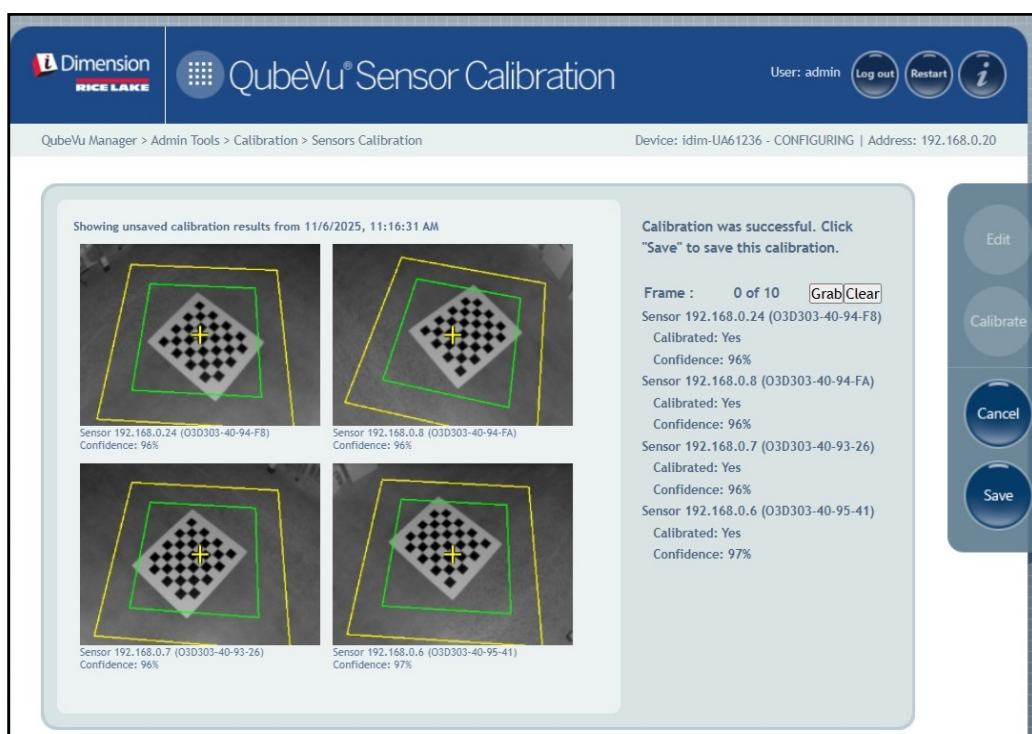 iDimension
RICE LAKE
QubeVu® Sensor Calibration
User: admin
Log out
Restart
i
QubeVu Manager > Admin Tools > Calibration > Sensors Calibration
Device: idim-UA61236 - CONFIGURING | Address: 192.168.0.20
Showing unsaved calibration results from 11/6/2025, 11:16:31 AM
Sensor 192.168.0.24 (O3D303-40-94-F8)
Confidence: 96%
Sensor 192.168.0.8 (O3D303-40-94-FA)
Confidence: 96%
Sensor 192.168.0.7 (O3D303-40-93-26)
Confidence: 96%
Sensor 192.168.0.6 (O3D303-40-95-41)
Confidence: 97%
Calibration was successful. Click
"Save" to save this calibration.
Frame : 0 of 10 Grab Clear
Sensor 192.168.0.24 (O3D303-40-94-F8)
Calibrated: Yes
Confidence: 96%
Sensor 192.168.0.8 (O3D303-40-94-FA)
Calibrated: Yes
Confidence: 96%
Sensor 192.168.0.7 (O3D303-40-93-26)
Calibrated: Yes
Confidence: 96%
Sensor 192.168.0.6 (O3D303-40-95-41)
Calibrated: Yes
Confidence: 97%
Edit
Calibrate
Cancel
Save